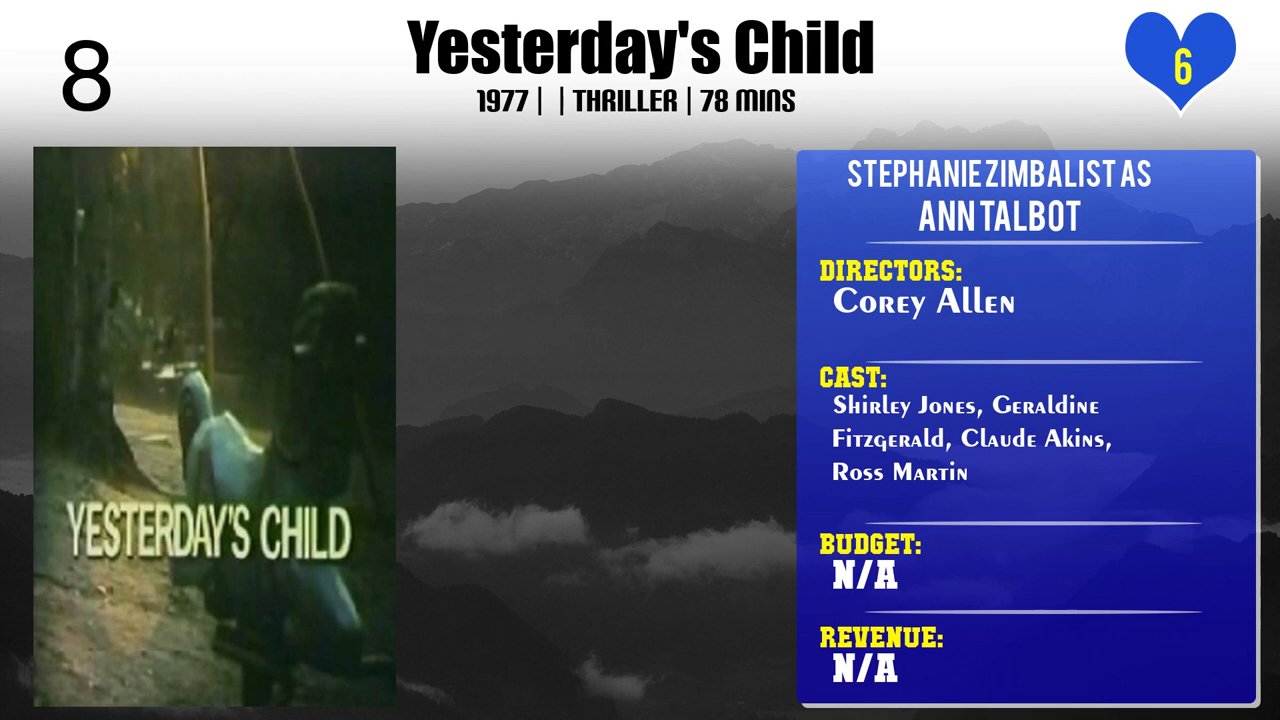 8
Yesterday's Child
6
1977 | | THRILLER | 78 MINS
YESTERDAY'S CHILD
STEPHANIE ZIMBALIST AS
ANN TALBOT
DIRECTORS:
Corey Allen
CAST:
Shirley Jones, Geraldine
Fitzgerald, Claude Akins,
Ross Martin
BUDGET:
N/A
REVENUE:
N/A